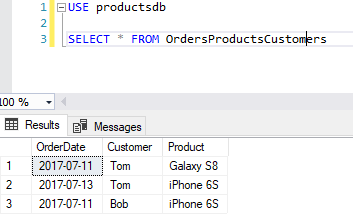 1 USE productsdb
2
3 SELECT * FROM OrdersProductsCustomers
100 %
Results Messages
OrderDate Customer Product
1 2017-07-11 Tom Galaxy S8
2 2017-07-13 Tom iPhone 6S
3 2017-07-11 Bob iPhone 6S